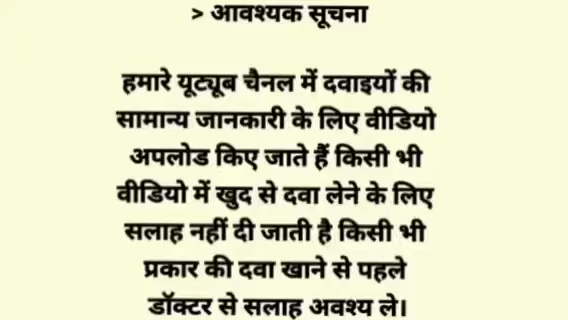 > आवश्यक सूचना
हमारे यूट्यूब चैनल में दवाइयों की
सामान्य जानकारी के लिए वीडियो
अपलोड किए जाते हैं किसी भी
वीडियो में खुद से दवा लेने के लिए
सलाह नहीं दी जाती है किसी भी
प्रकार की दवा खाने से पहले
डॉक्टर से सलाह अवश्य ले।